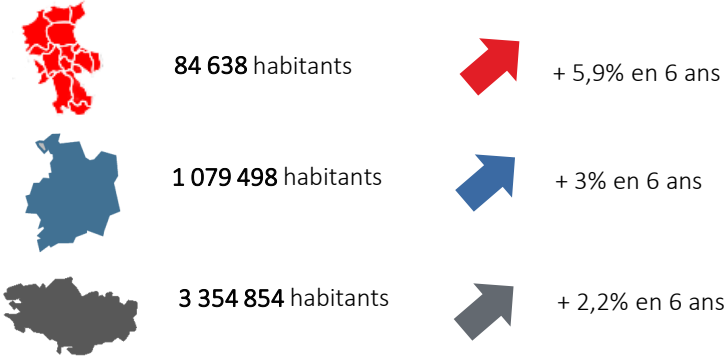 84 638 habitants
+ 5,9% en 6 ans
1 079 498 habitants
+ 3% en 6 ans
3 354 854 habitants
+ 2,2% en 6 ans